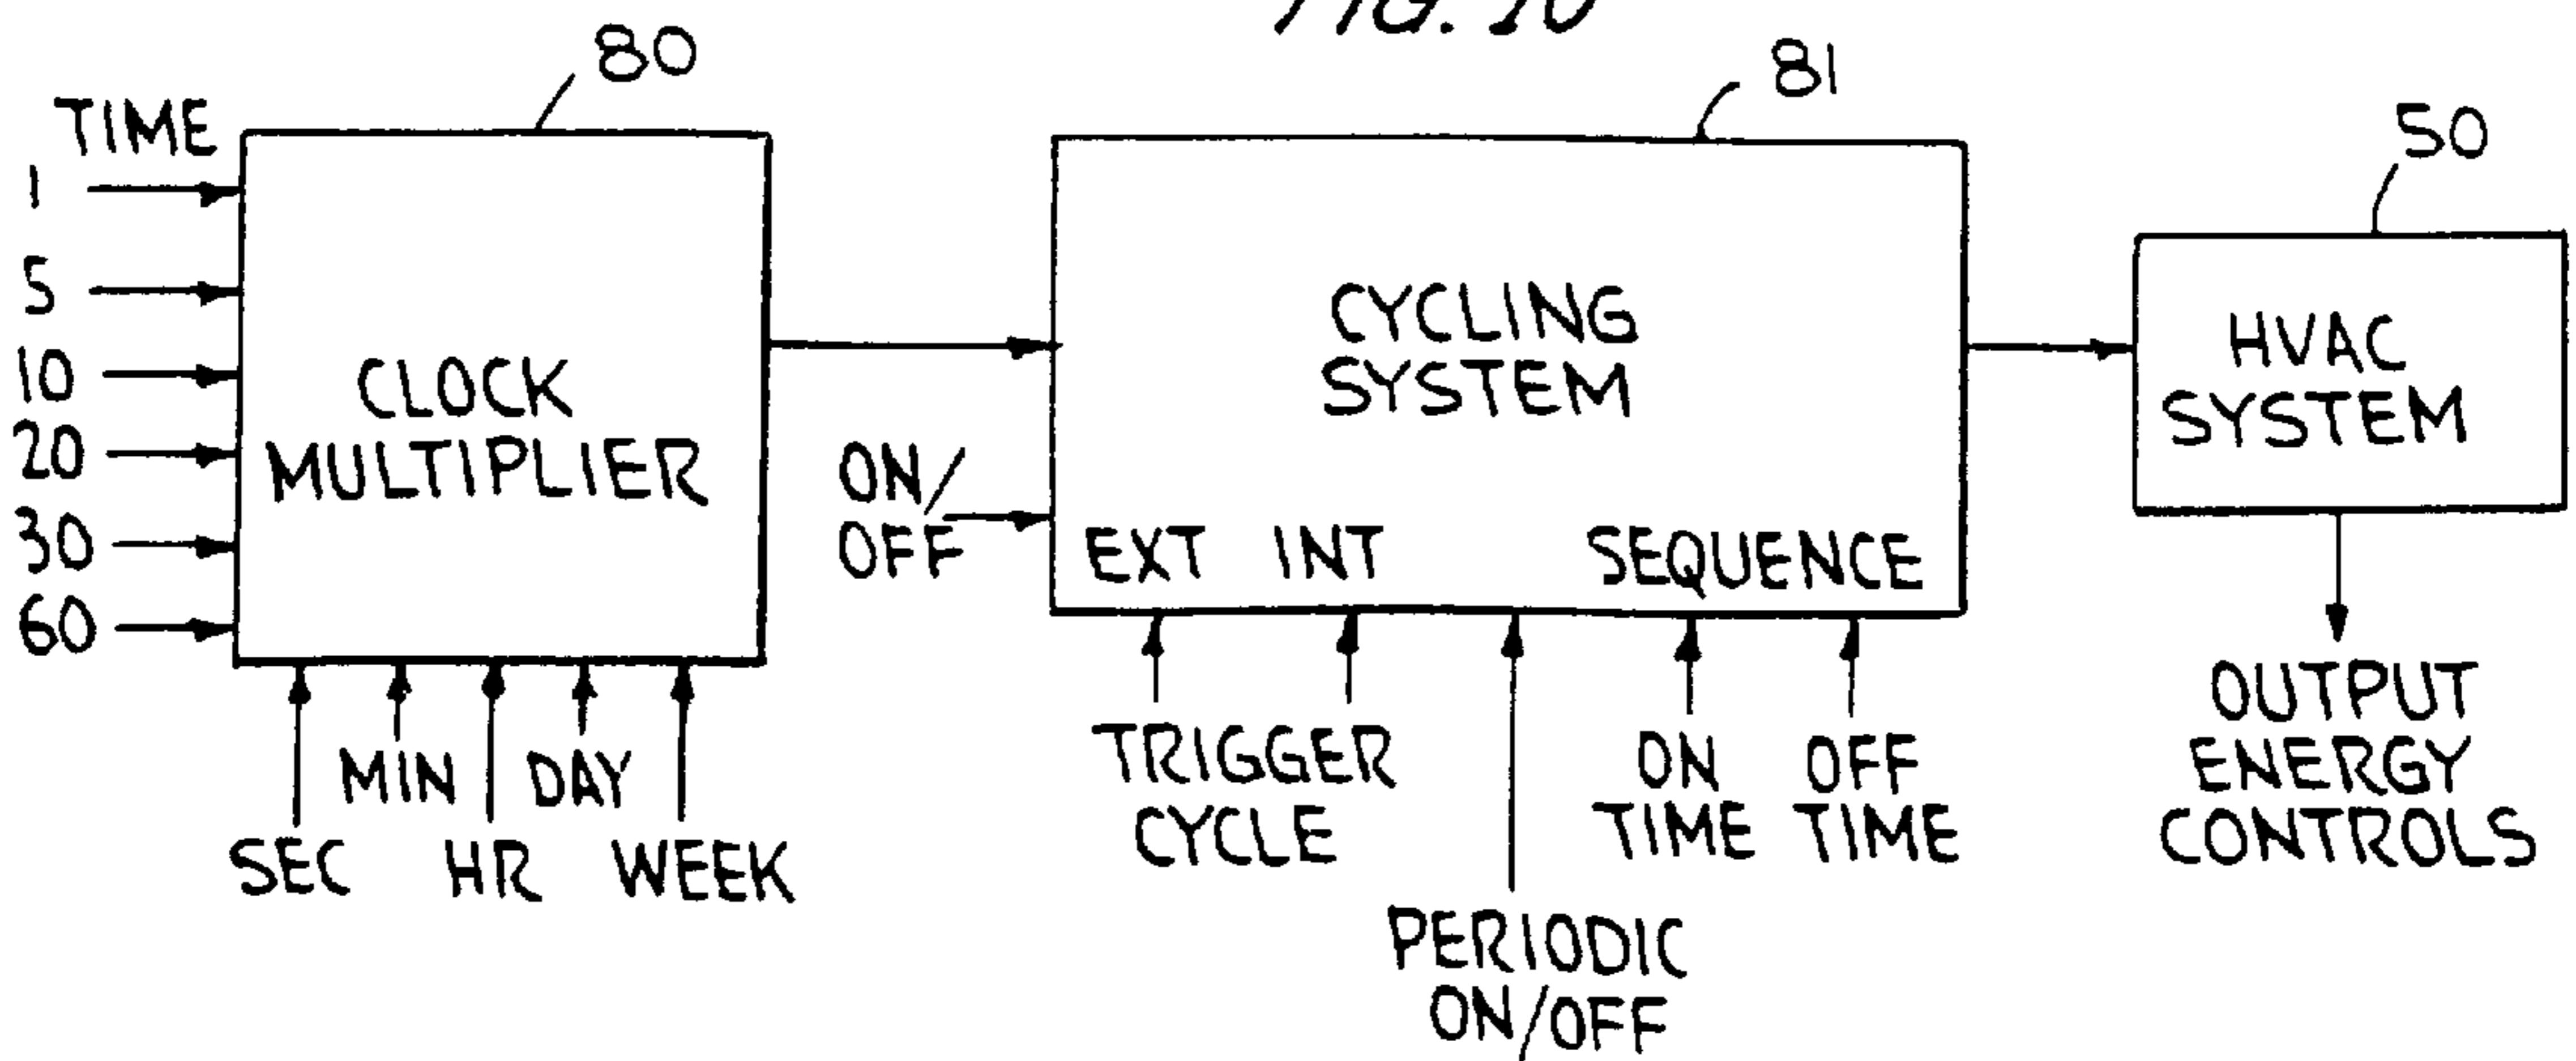 FIG. 10
80
81
50
TIME
1
5
10
20
30
60
CLOCK
MULTIPLIER
SEC
MIN
HR
DAY
WEEK
ON/
OFF
CYCLING
SYSTEM
EXT INT SEQUENCE
TRIGGER
CYCLE
PERIODIC
ON/OFF
ON
TIME
OFF
TIME
HVAC
SYSTEM
OUTPUT
ENERGY
CONTROLS